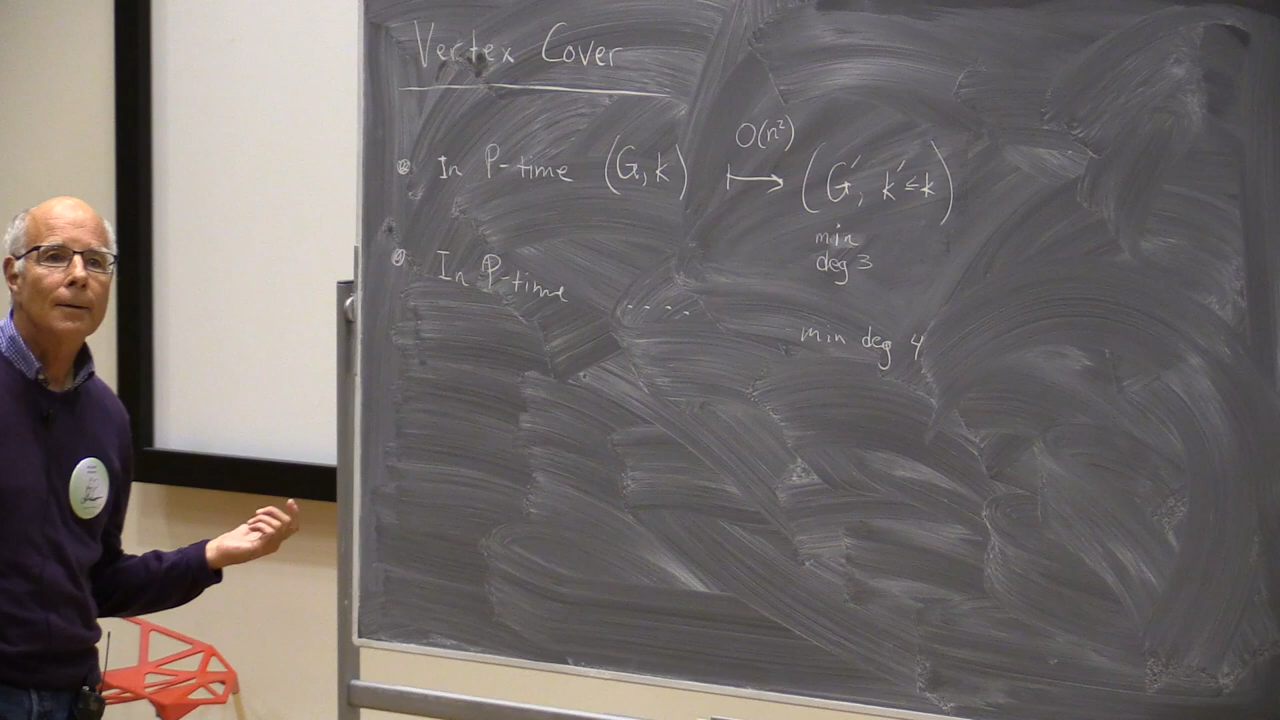 Vertex Cover
In P-time (G, k) ↦ O(n²) (G', k' ≤ k)
min
deg 3
In P-time ....
min deg 4